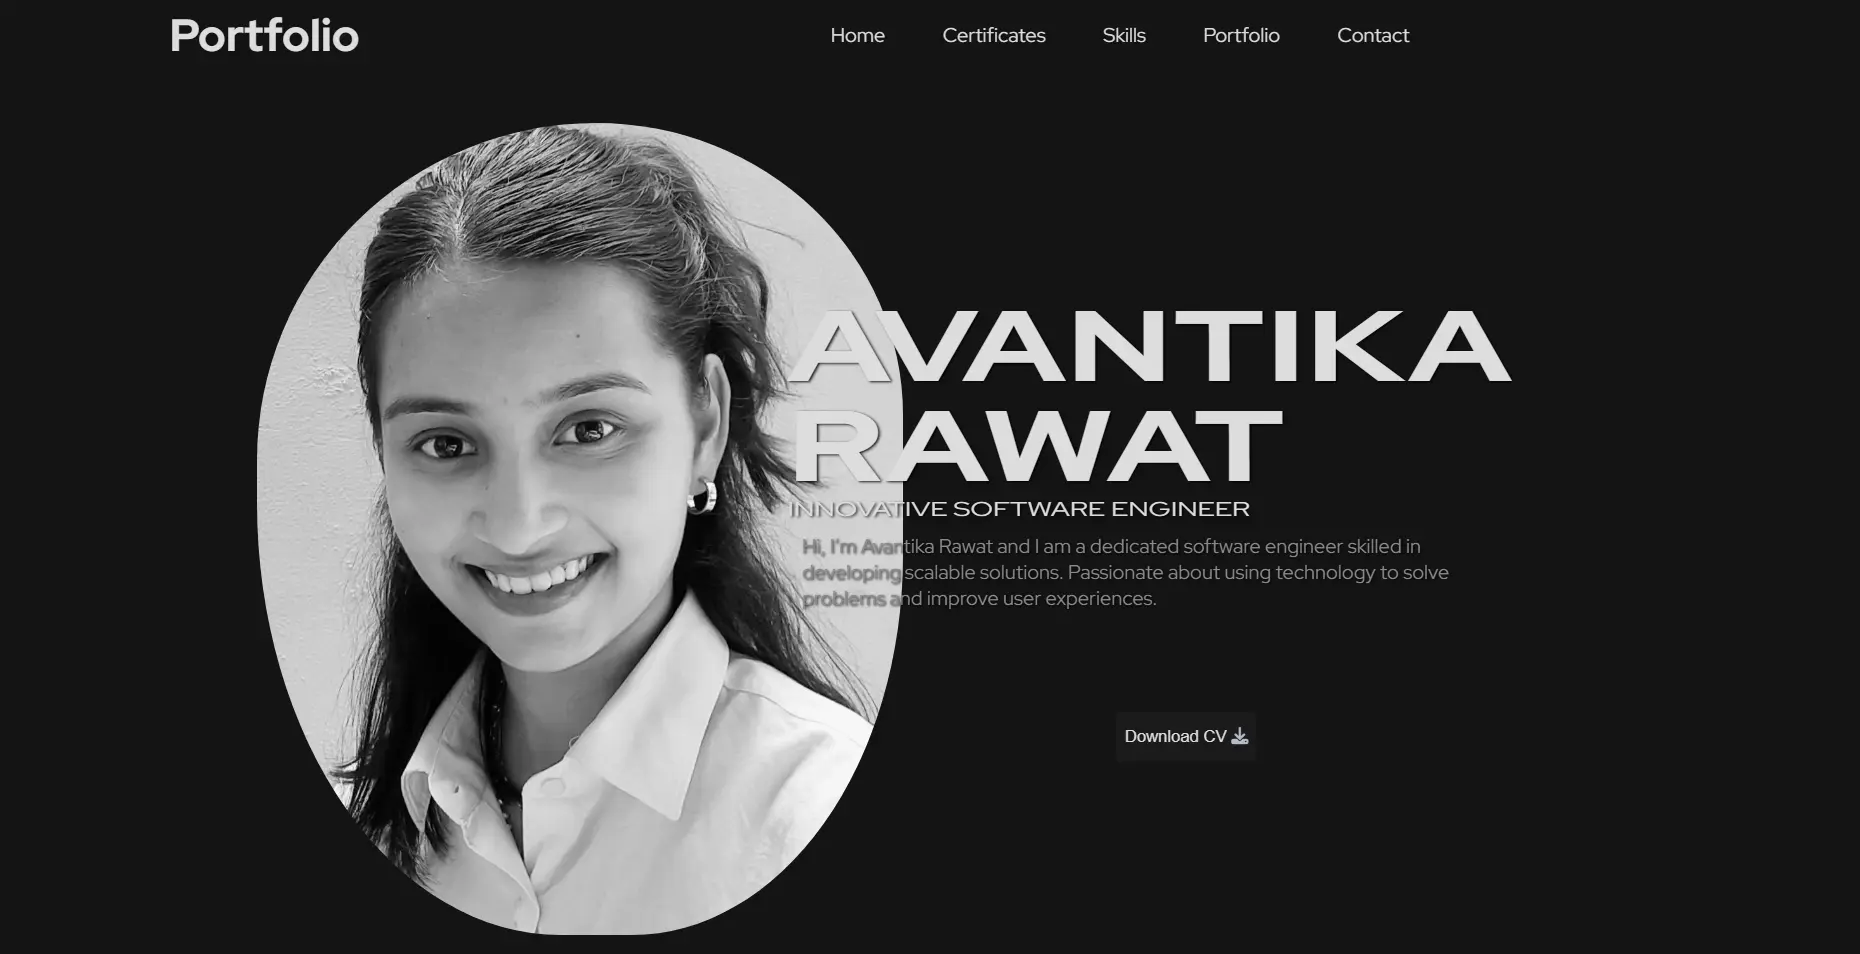 Portfolio
Home Certificates Skills Portfolio Contact
AVANTIKA
RAWAT
INNOVATIVE SOFTWARE ENGINEER
Hi, I'm Avantika Rawat and I am a dedicated software engineer skilled in
developing scalable solutions. Passionate about using technology to solve
problems and improve user experiences.
Download CV